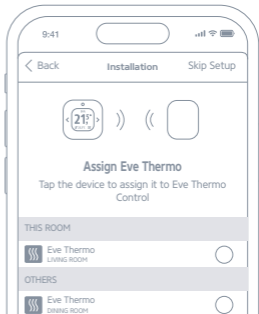 9:41
Back Installation Skip Setup
21.5°
Assign Eve Thermo
Tap the device to assign it to Eve Thermo
Control
THIS ROOM
Eve Thermo
LIVING ROOM
OTHERS
Eve Thermo
DINING ROOM